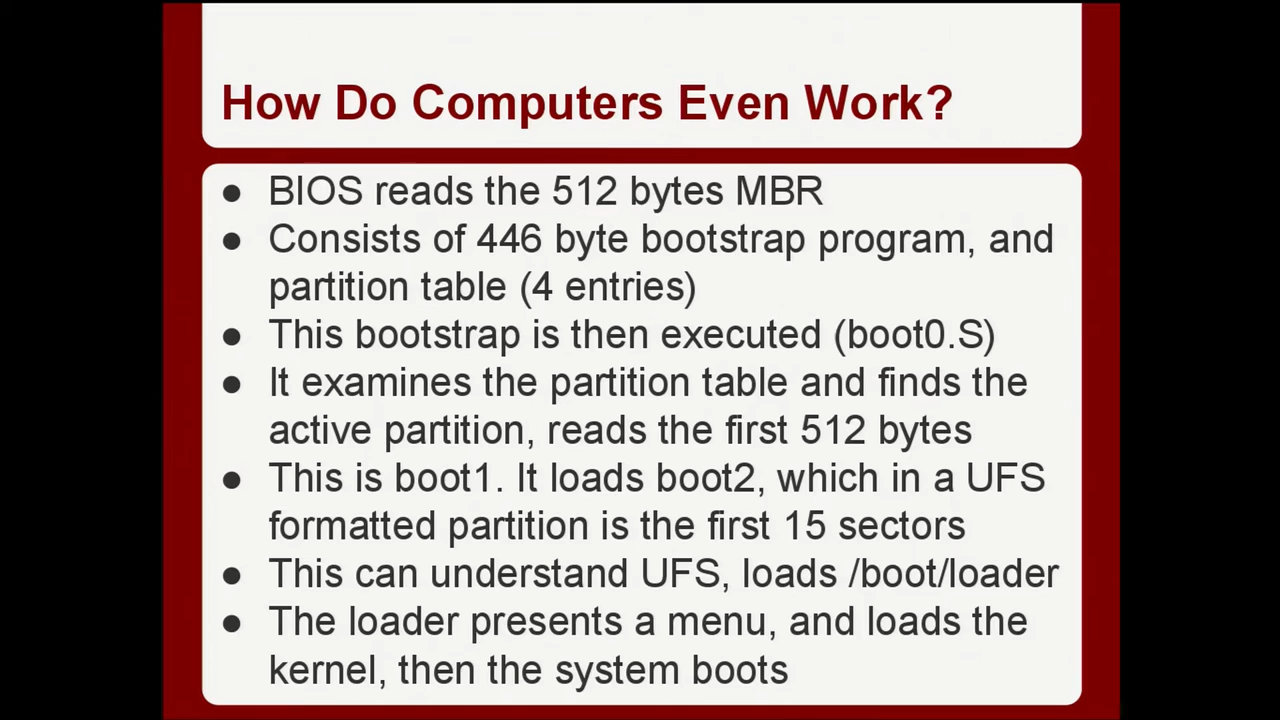 How Do Computers Even Work?
● BIOS reads the 512 bytes MBR
● Consists of 446 byte bootstrap program, and
partition table (4 entries)
● This bootstrap is then executed (boot0.S)
● It examines the partition table and finds the
active partition, reads the first 512 bytes
● This is boot1. It loads boot2, which in a UFS
formatted partition is the first 15 sectors
● This can understand UFS, loads /boot/loader
● The loader presents a menu, and loads the
kernel, then the system boots